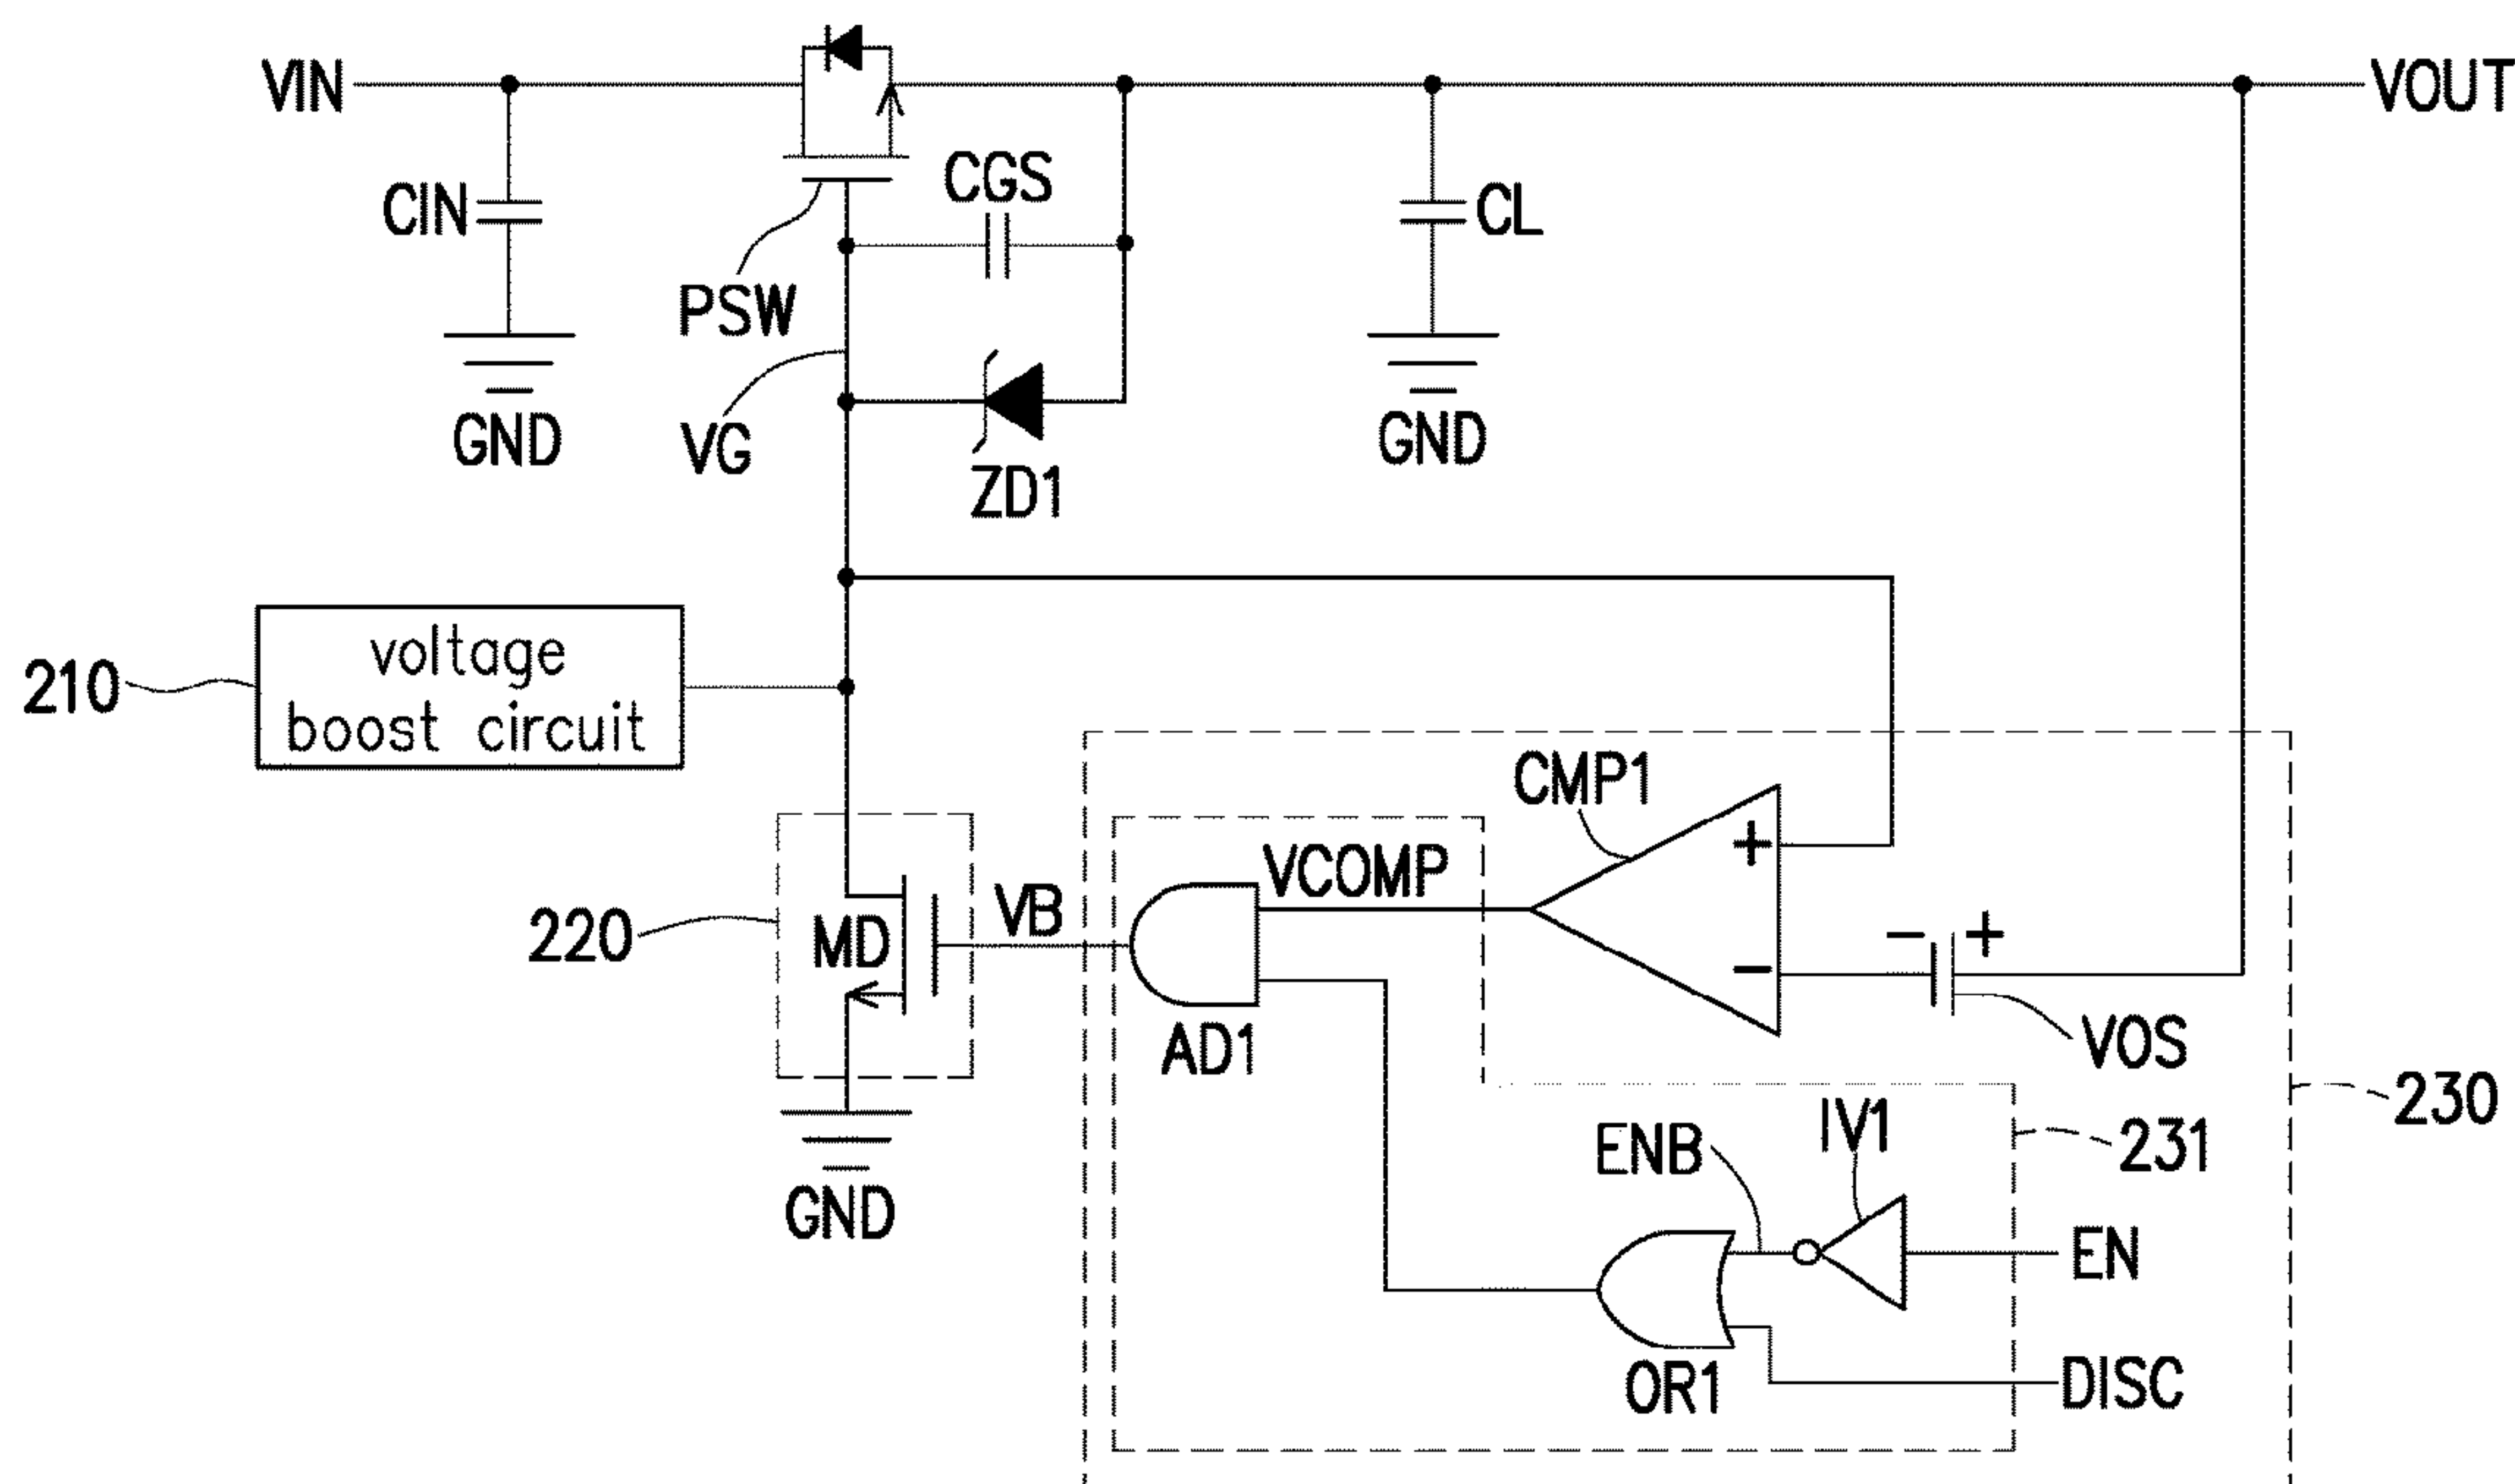 VIN
VOUT
CGS
CIN
CL
PSW
GND
VG
GND
ZD1
voltage
boost circuit
210
CMP1
+
VCOMP
220
MD
VB
- +
-
AD1
VOS
230
IV1
ENB
231
GND
EN
OR1
DISC